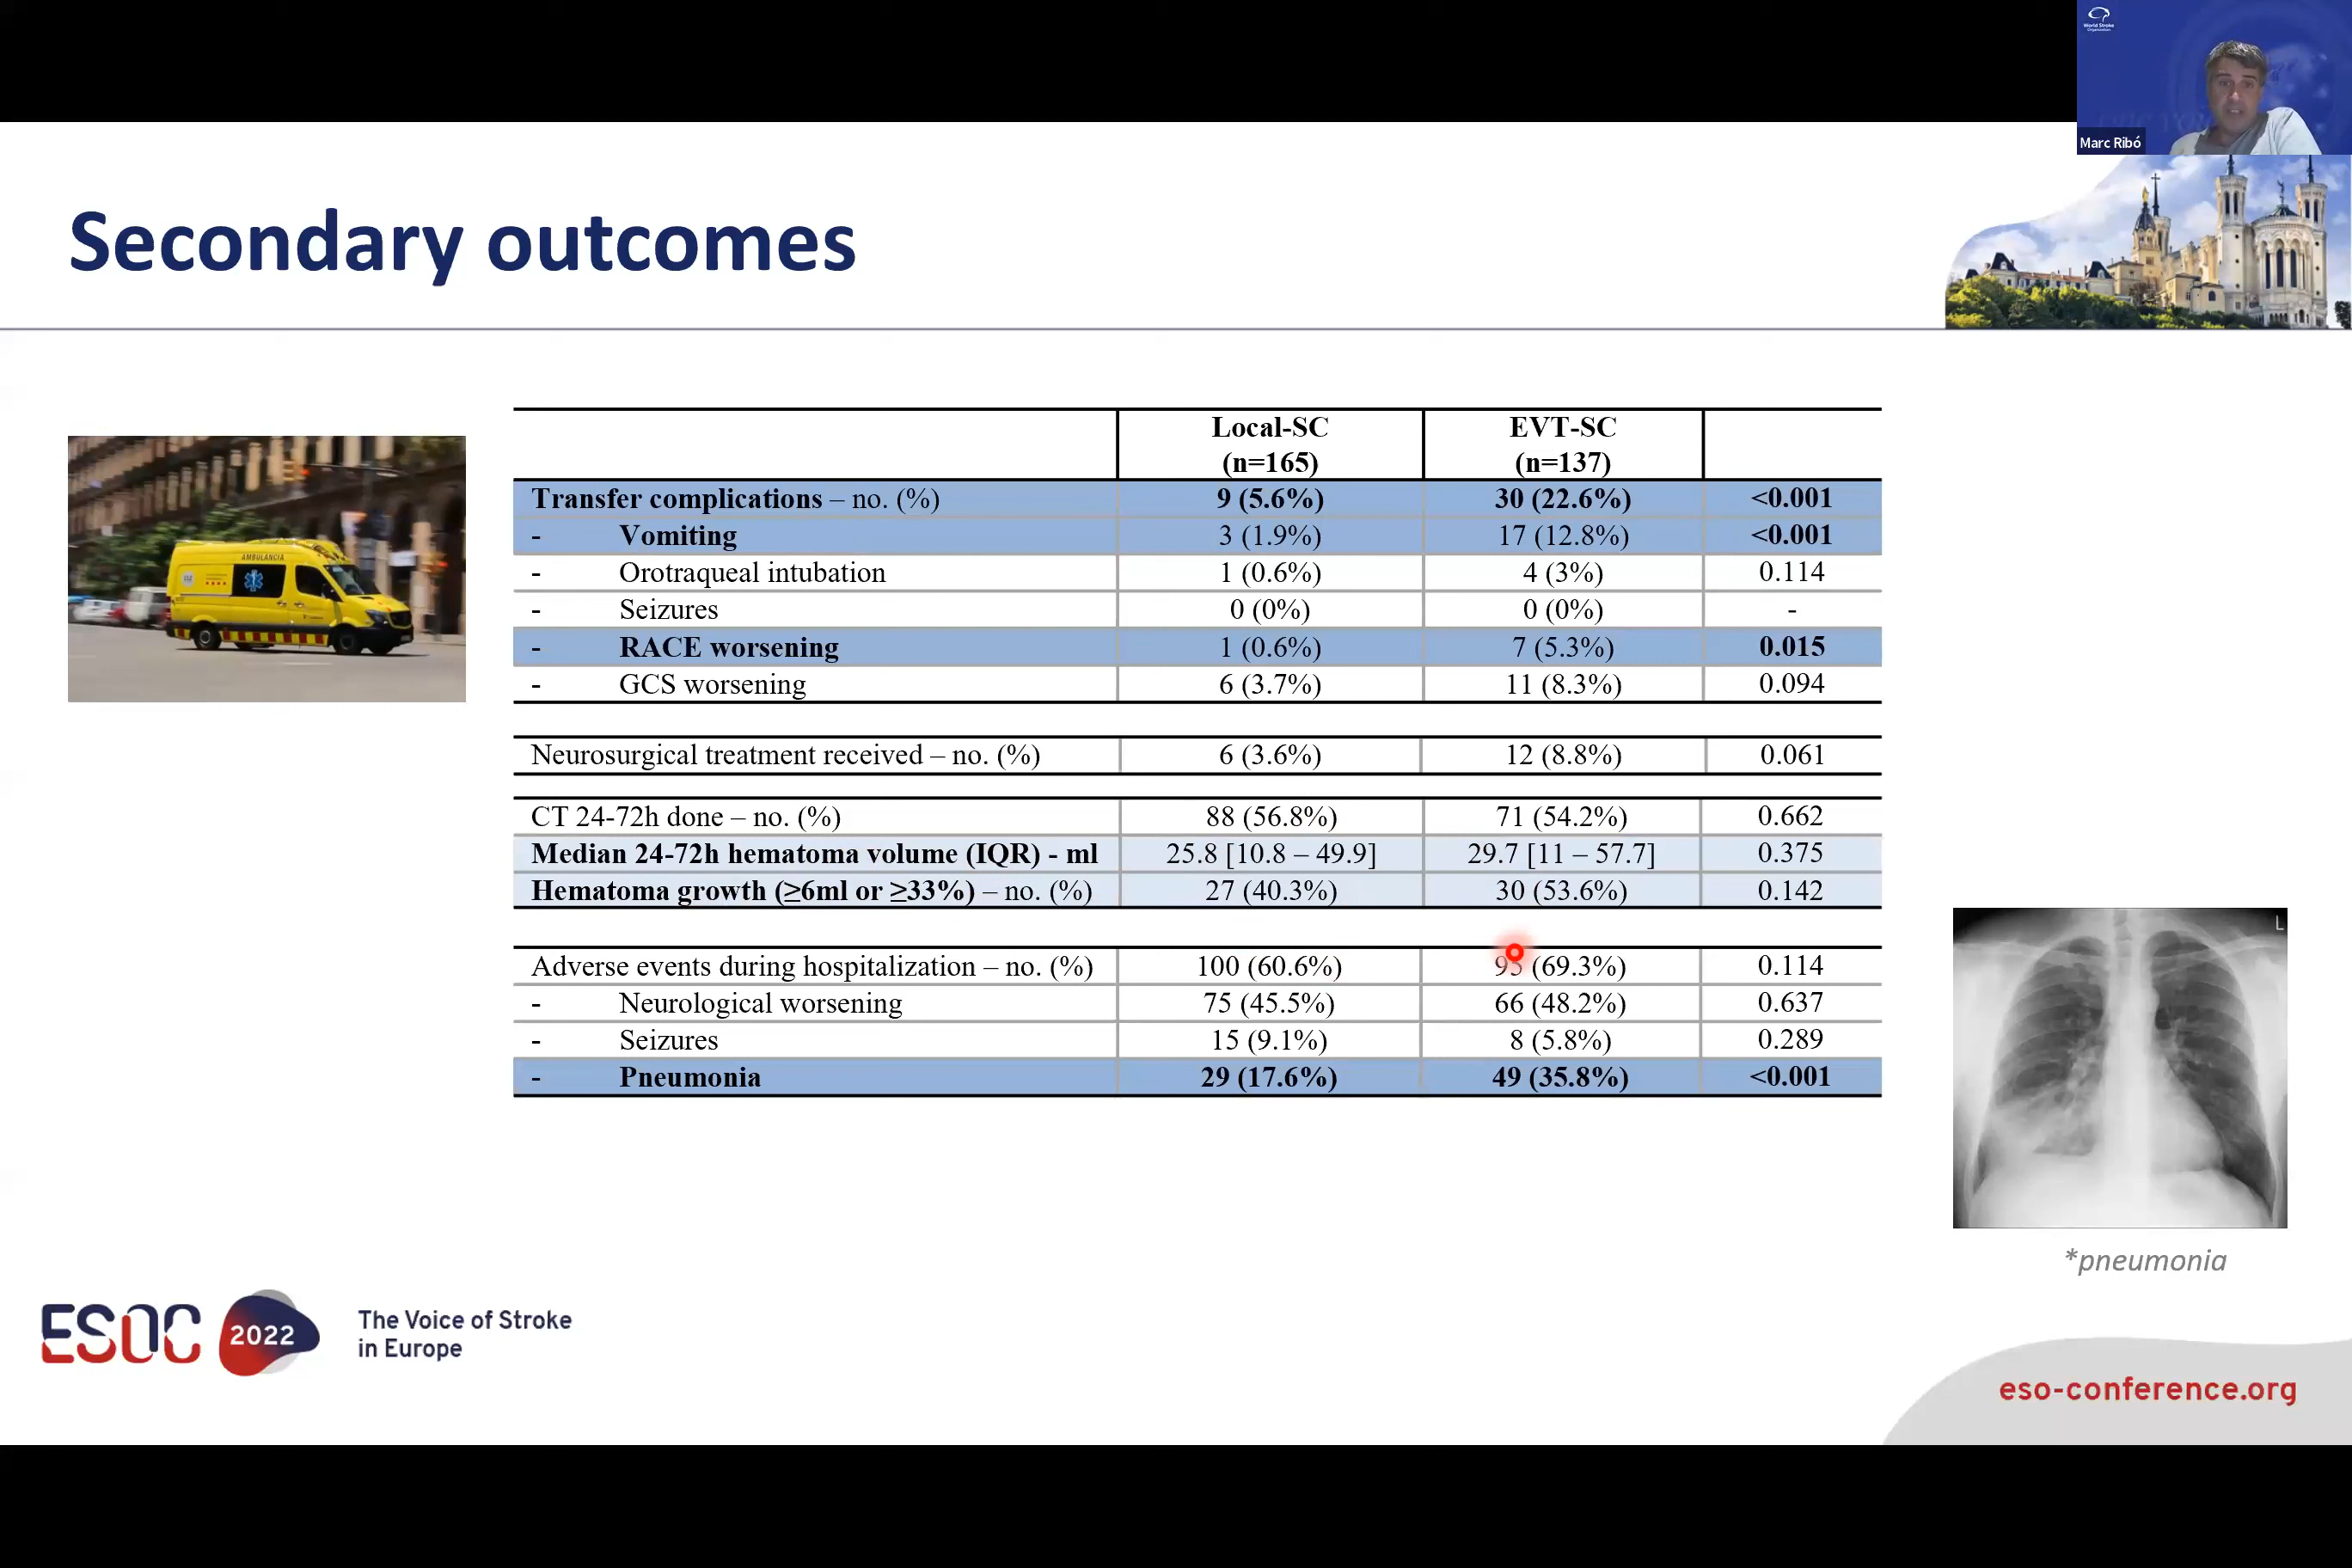 World Stroke
Organization
Marc Ribó
Secondary outcomes
AMBULANCIA
Local-SC EVT-SC
(n=165) (n=137)
Transfer complications – no. (%) 9 (5.6%) 30 (22.6%) <0.001
- Vomiting 3 (1.9%) 17 (12.8%) <0.001
- Orotraqueal intubation 1 (0.6%) 4 (3%) 0.114
- Seizures 0 (0%) 0 (0%) -
- RACE worsening 1 (0.6%) 7 (5.3%) 0.015
- GCS worsening 6 (3.7%) 11 (8.3%) 0.094
Neurosurgical treatment received – no. (%) 6 (3.6%) 12 (8.8%) 0.061
CT 24-72h done – no. (%) 88 (56.8%) 71 (54.2%) 0.662
Median 24-72h hematoma volume (IQR) - ml 25.8 [10.8 – 49.9] 29.7 [11 – 57.7] 0.375
Hematoma growth (≥6ml or ≥33%) – no. (%) 27 (40.3%) 30 (53.6%) 0.142
Adverse events during hospitalization – no. (%) 100 (60.6%) 95 (69.3%) 0.114
- Neurological worsening 75 (45.5%) 66 (48.2%) 0.637
- Seizures 15 (9.1%) 8 (5.8%) 0.289
- Pneumonia 29 (17.6%) 49 (35.8%) <0.001
L
*pneumonia
ESOC 2022
The Voice of Stroke
in Europe
eso-conference.org